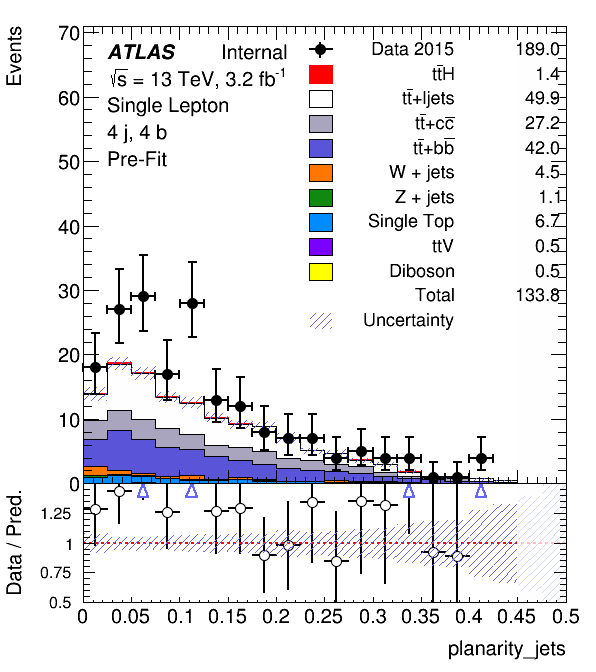 Events
70
60
50
40
30
20
10
0
ATLAS Internal
√s = 13 TeV, 3.2 fb⁻¹
Single Lepton
4 j, 4 b
Pre-Fit
Data 2015 189.0
tt̄H 1.4
tt̄+ljets 49.9
tt̄+cc̄ 27.2
tt̄+bb̄ 42.0
W + jets 4.5
Z + jets 1.1
Single Top 6.7
ttV 0.5
Diboson 0.5
Total 133.8
Uncertainty
Data / Pred.
1.25
1
0.75
0.5
0 0.05 0.1 0.15 0.2 0.25 0.3 0.35 0.4 0.45 0.5
planarity_jets